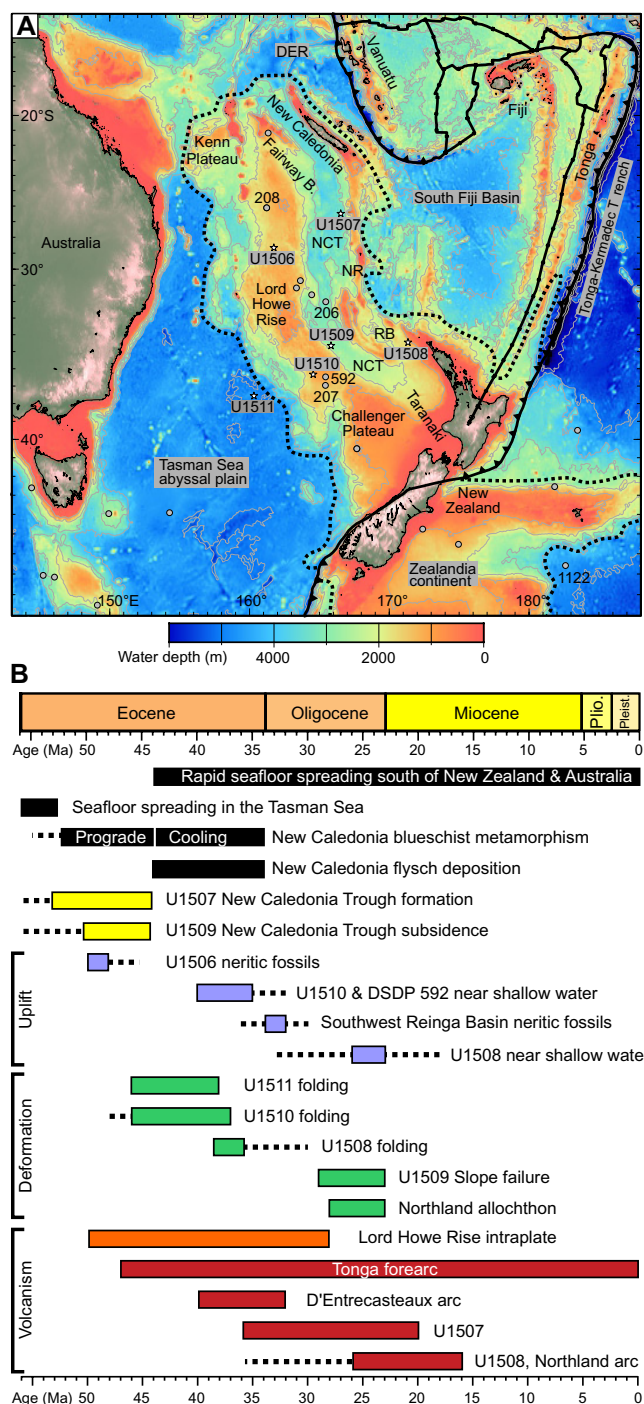 A
DER
Vanuatu
Fiji
Tonga
Tonga-Kermadec T rench
20°S
Kenn
Plateau
New Caledonia
Fairway B.
208
U1507
South Fiji Basin
Australia
U1506
NCT
30°
Lord
Howe
Rise
NR
206
U1509
RB
U1508
U1510
NCT
592
207
U1511
Challenger
Plateau
Taranaki
40°
Tasman Sea
abyssal plain
New
Zealand
Zealandia
continent
1122
150°E
160°
170°
180°
Water depth (m)
4000
2000
0
B
Eocene
Oligocene
Miocene
Plio.
Pleist.
Age (Ma) 50 45 40 35 30 25 20 15 10 5 0
Rapid seafloor spreading south of New Zealand & Australia
Seafloor spreading in the Tasman Sea
Prograde Cooling New Caledonia blueschist metamorphism
New Caledonia flysch deposition
U1507 New Caledonia Trough formation
U1509 New Caledonia Trough subsidence
Uplift
U1506 neritic fossils
U1510 & DSDP 592 near shallow water
Southwest Reinga Basin neritic fossils
U1508 near shallow wate
Deformation
U1511 folding
U1510 folding
U1508 folding
U1509 Slope failure
Northland allochthon
Volcanism
Lord Howe Rise intraplate
Tonga forearc
D'Entrecasteaux arc
U1507
U1508, Northland arc
Age (Ma) 50 45 40 35 30 25 20 15 10 5 0